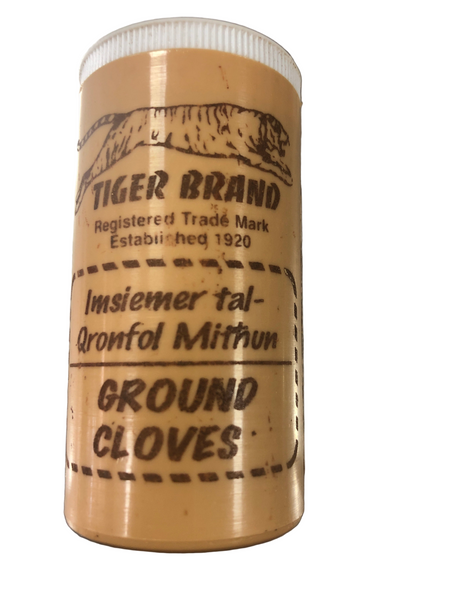 TIGER BRAND
Registered Trade Mark
Established 1920
Imsiemer tal-
Qronfol Mithun
GROUND
CLOVES